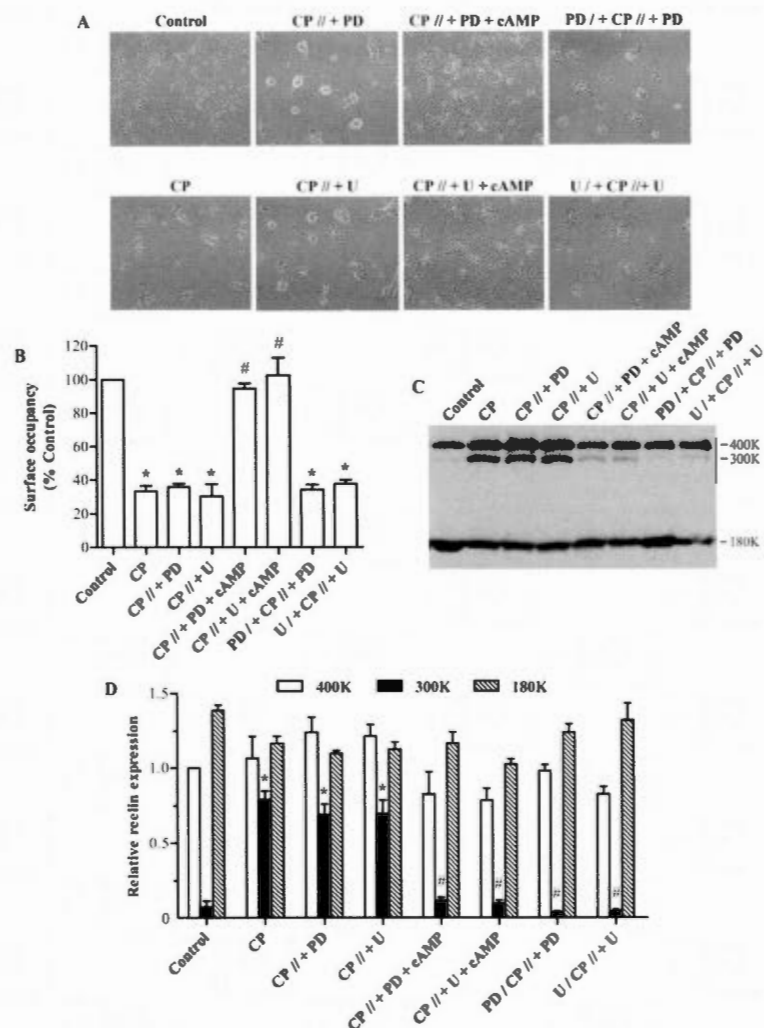 A
Control
CP // + PD
CP // + PD + cAMP
PD / + CP // + PD
CP
CP // + U
CP // + U + cAMP
U / + CP // + U
B
Surface occupancy
(% Control)
120
100
80
60
40
20
0
*
*
*
#
#
*
*
Control
CP
CP // + PD
CP // + U
CP // + PD + cAMP
CP // + U + cAMP
PD / + CP // + PD
U / + CP // + U
C
Control
CP
CP // + PD
CP // + U
CP // + PD + cAMP
CP // + U + cAMP
PD / + CP // + PD
U / + CP // + U
-400K
-300K
-180K
D
400K
300K
180K
Relative reelin expression
1.5
1.0
0.5
0
*
*
*
#
#
#
#
Control
CP
CP // + PD
CP // + U
CP // + PD + cAMP
CP // + U + cAMP
PD / CP // + PD
U / CP // + U